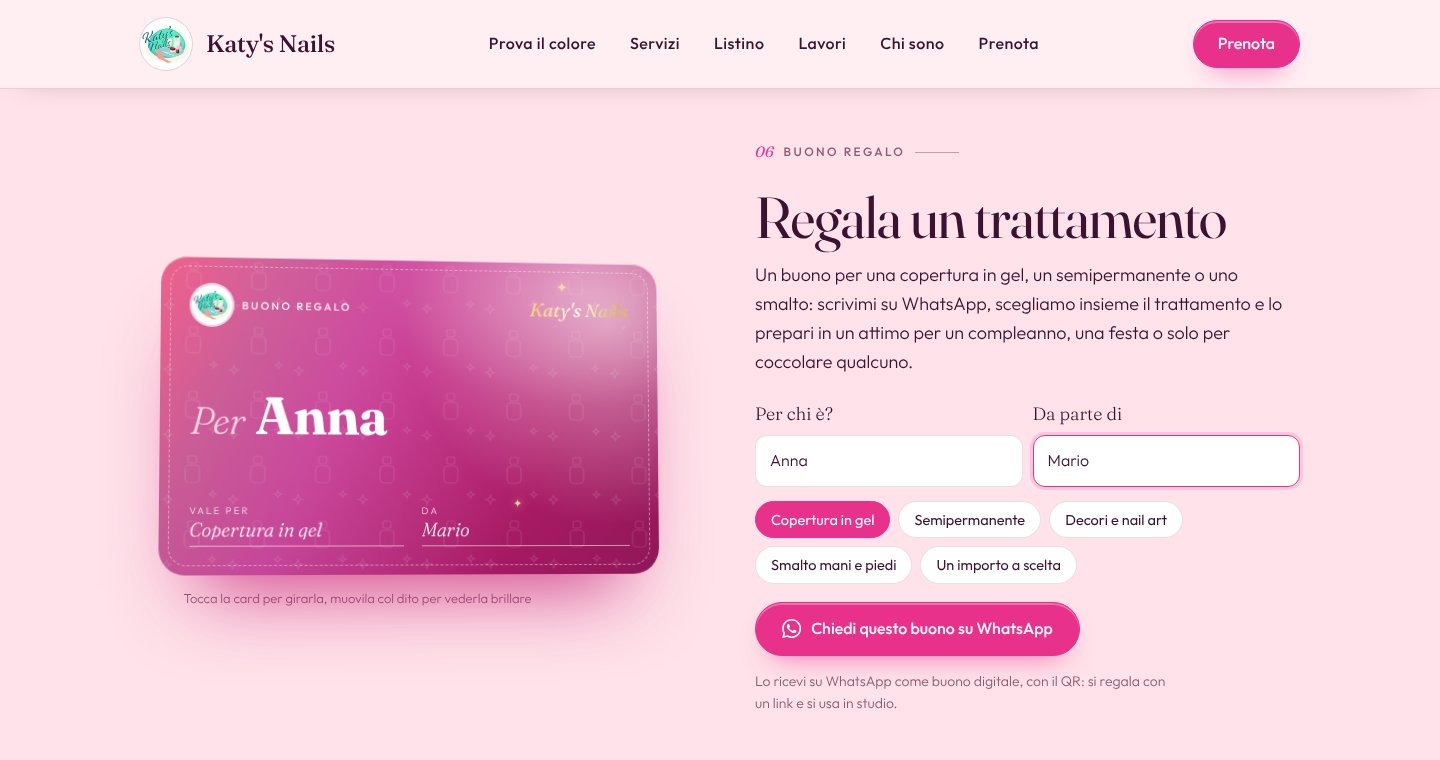 Katy's Nails
Katy's Nails
Prova il colore
Servizi
Listino
Lavori
Chi sono
Prenota
Prenota
06 BUONO REGALO
Regala un trattamento
Un buono per una copertura in gel, un semipermanente o uno
smalto: scrivimi su WhatsApp, scegliamo insieme il trattamento e lo
prepari in un attimo per un compleanno, una festa o solo per
coccolare qualcuno.
Per chi è?
Da parte di
Anna
Mario
Copertura in gel
Semipermanente
Decori e nail art
Smalto mani e piedi
Un importo a scelta
Chiedi questo buono su WhatsApp
Lo ricevi su WhatsApp come buono digitale, con il QR: si regala con
un link e si usa in studio.
BUONO REGALO
Katy's Nails
Per Anna
VALE PER
Copertura in gel
DA
Mario
Tocca la card per girarla, muovila col dito per vederla brillare